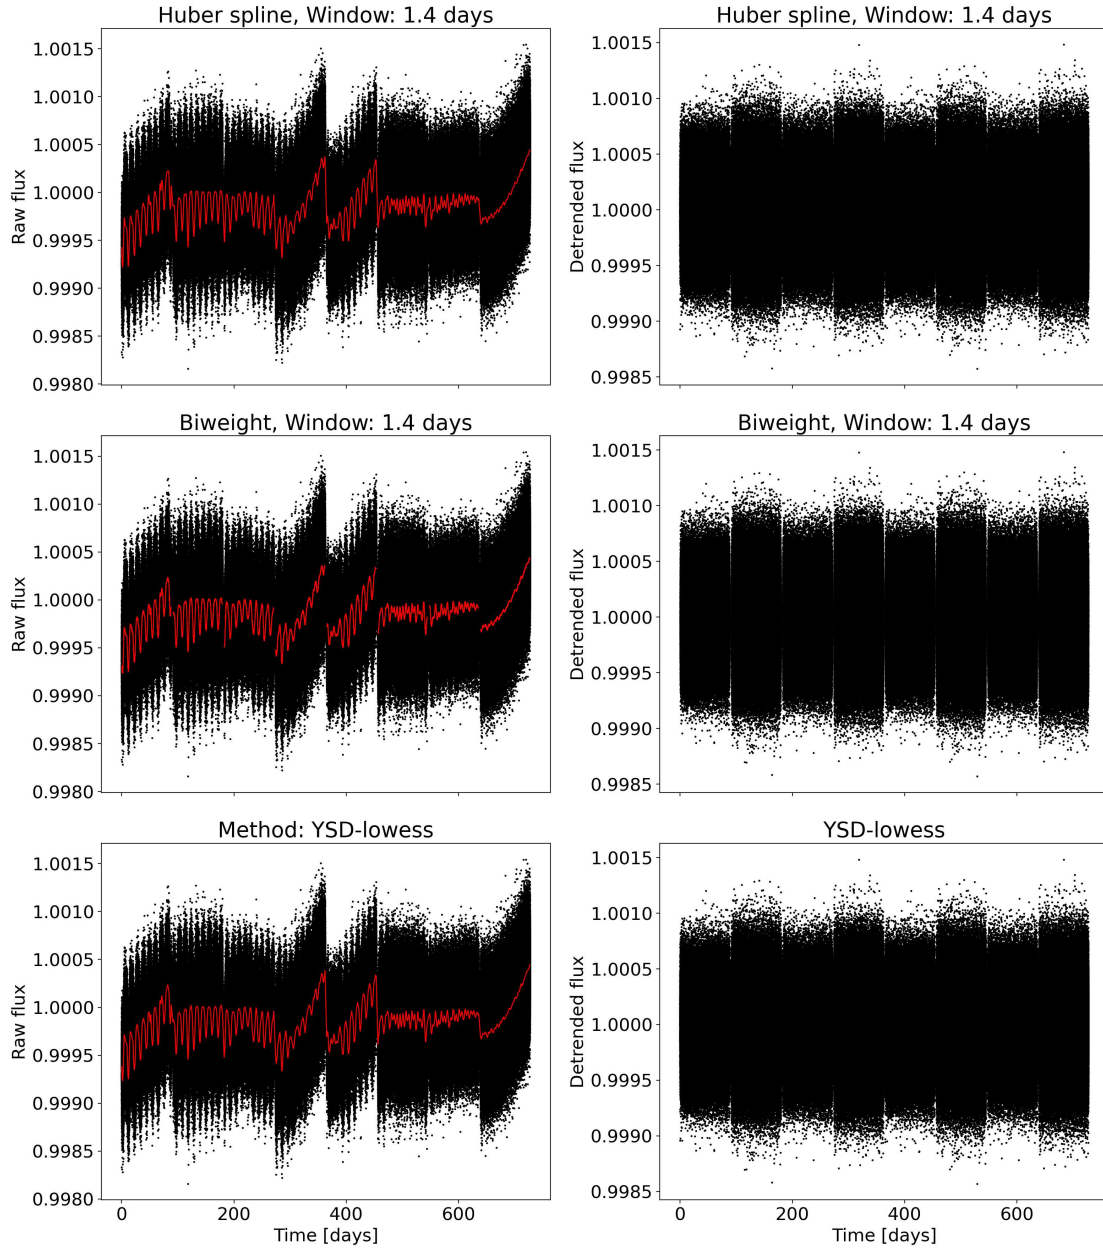 Huber spline, Window: 1.4 days
Huber spline, Window: 1.4 days
1.0015
1.0010
1.0005
1.0000
0.9995
0.9990
0.9985
0.9980
Raw flux
1.0015
1.0010
1.0005
1.0000
0.9995
0.9990
0.9985
Detrended flux
Biweight, Window: 1.4 days
Biweight, Window: 1.4 days
1.0015
1.0010
1.0005
1.0000
0.9995
0.9990
0.9985
0.9980
Raw flux
1.0015
1.0010
1.0005
1.0000
0.9995
0.9990
0.9985
Detrended flux
Method: YSD-lowess
YSD-lowess
1.0015
1.0010
1.0005
1.0000
0.9995
0.9990
0.9985
0.9980
Raw flux
0 200 400 600
Time [days]
1.0015
1.0010
1.0005
1.0000
0.9995
0.9990
0.9985
Detrended flux
0 200 400 600
Time [days]